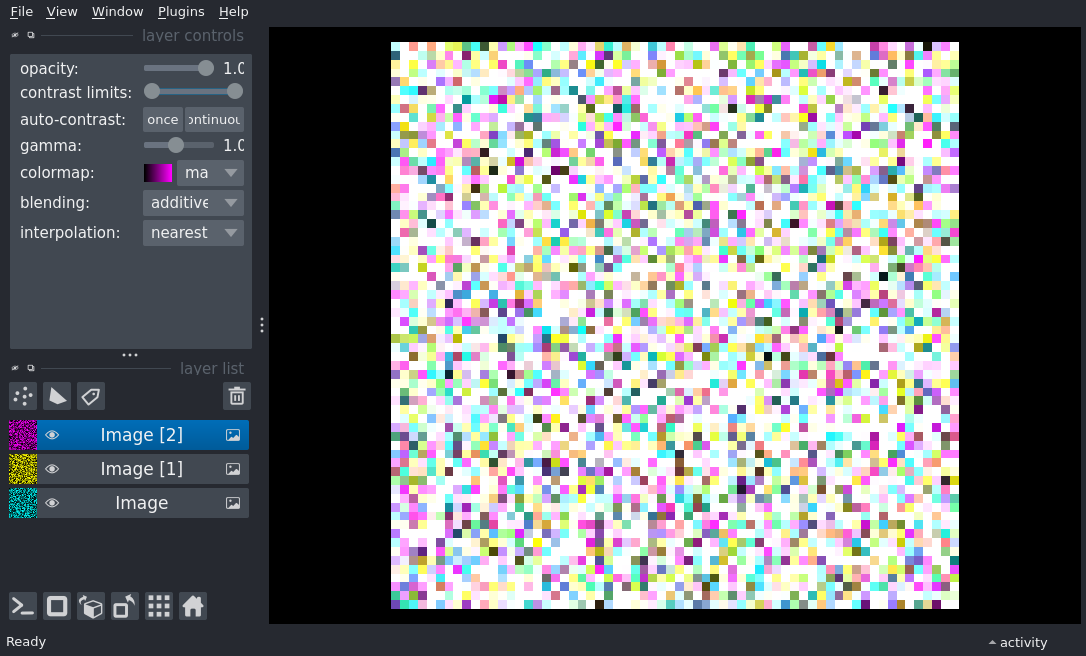 File View Window Plugins Help
layer controls
opacity: 1.0
contrast limits:
auto-contrast: once ontinuou
gamma: 1.0
colormap: ma
blending: additive
interpolation: nearest
layer list
Image [2]
Image [1]
Image
Ready
activity